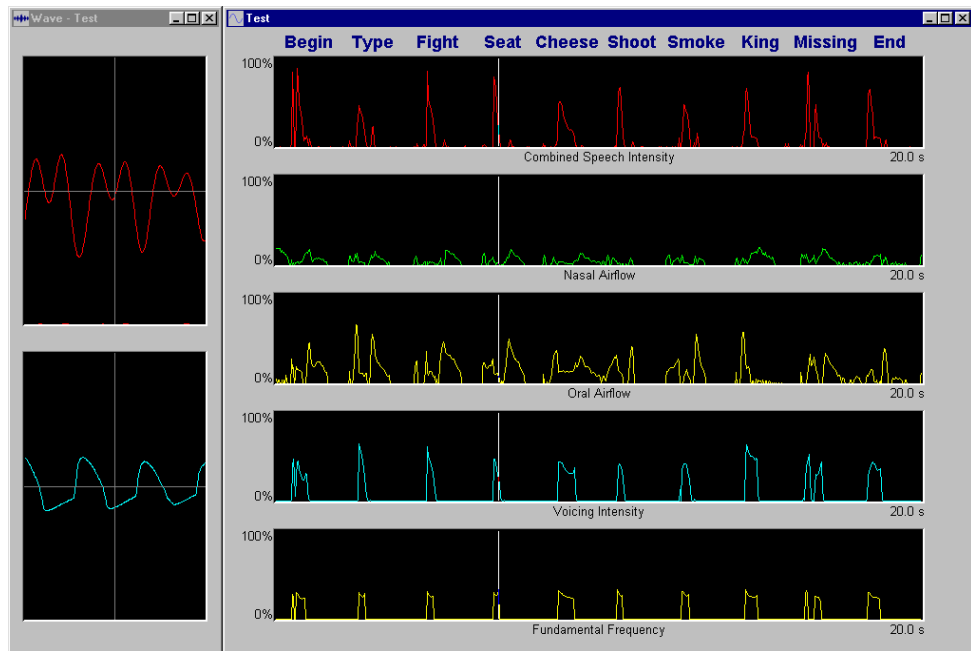 Wave - Test
Test
Begin Type Fight Seat Cheese Shoot Smoke King Missing End
100%
0%
Combined Speech Intensity 20.0 s
100%
0%
Nasal Airflow 20.0 s
100%
0%
Oral Airflow 20.0 s
100%
0%
Voicing Intensity 20.0 s
100%
0%
Fundamental Frequency 20.0 s